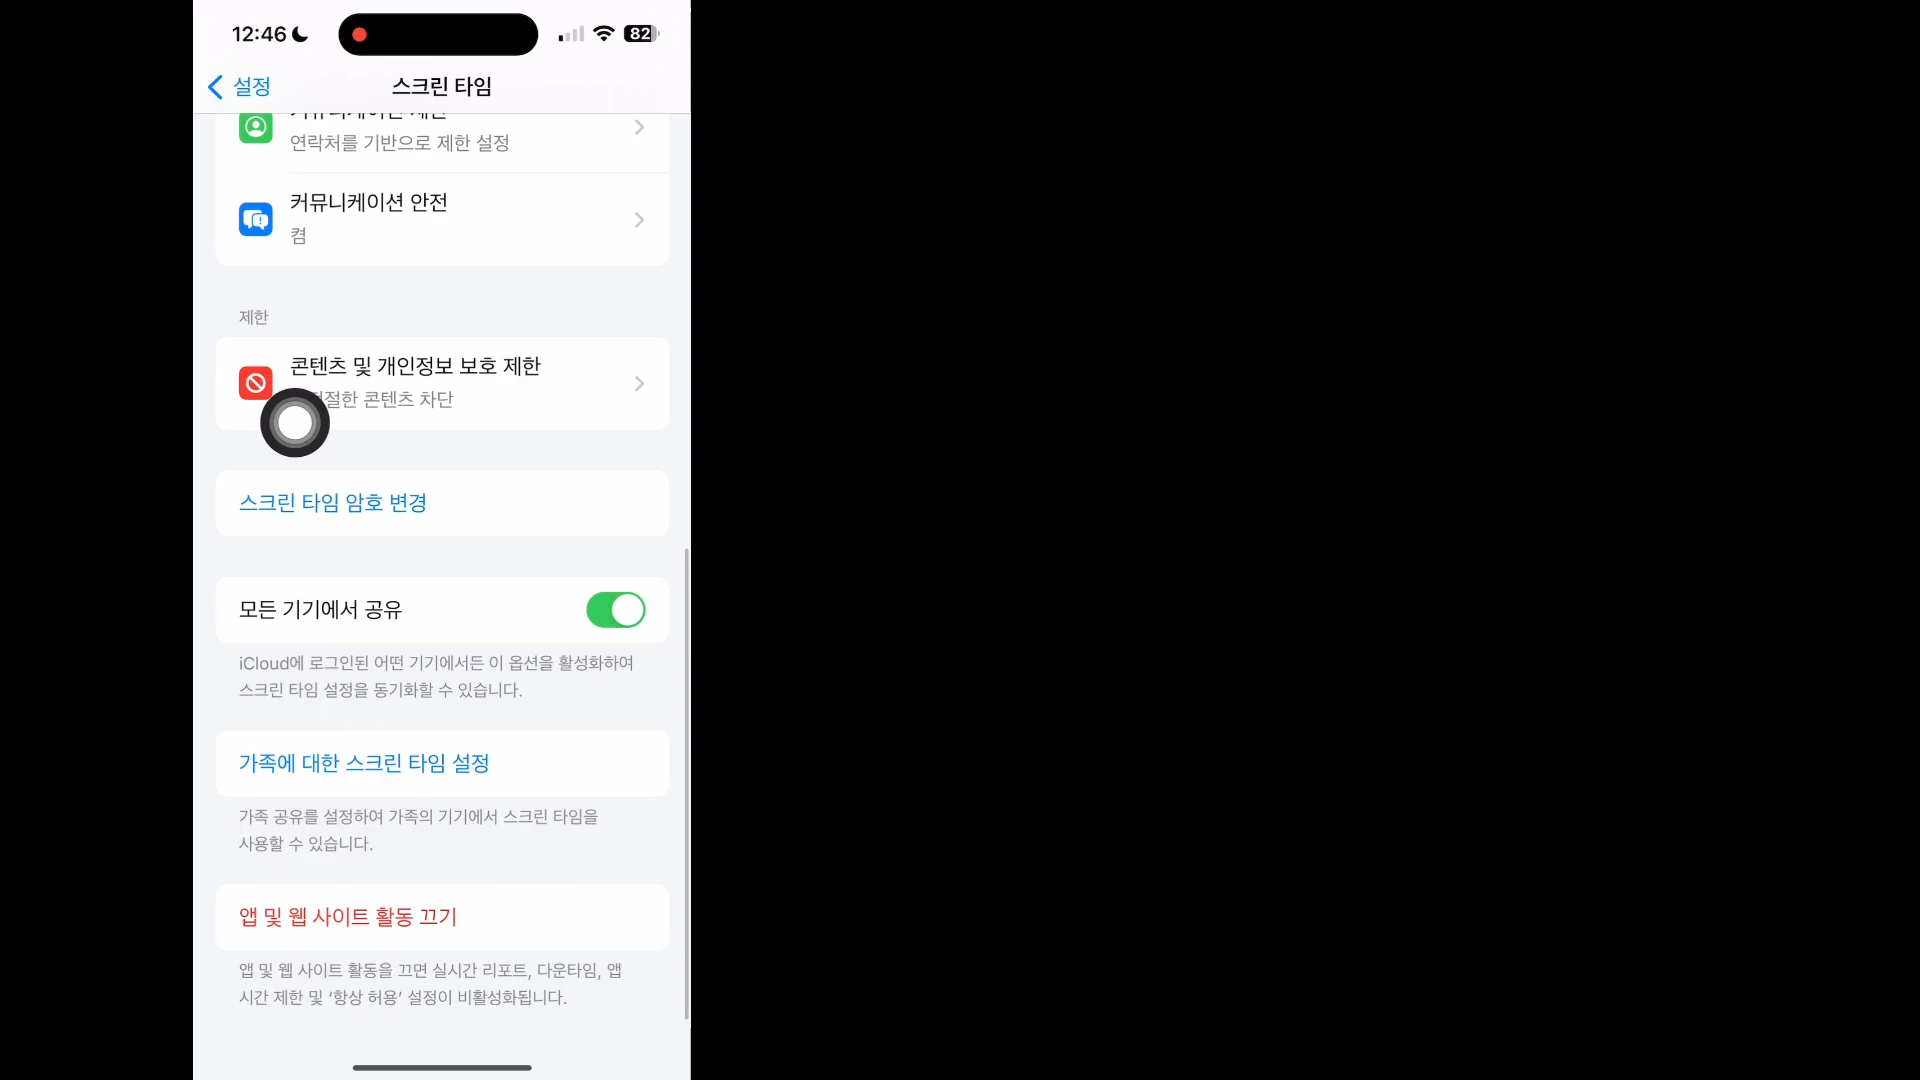 12:46
82
설정
스크린 타임
연락처를 기반으로 제한 설정
커뮤니케이션 안전
켬
제한
콘텐츠 및 개인정보 보호 제한
콘텐츠 차단
스크린 타임 암호 변경
모든 기기에서 공유
iCloud에 로그인된 어떤 기기에서든 이 옵션을 활성화하여
스크린 타임 설정을 동기화할 수 있습니다.
가족에 대한 스크린 타임 설정
가족 공유를 설정하여 가족의 기기에서 스크린 타임을
사용할 수 있습니다.
앱 및 웹 사이트 활동 끄기
앱 및 웹 사이트 활동을 끄면 실시간 리포트, 다운타임, 앱
시간 제한 및 ‘항상 허용’ 설정이 비활성화됩니다.